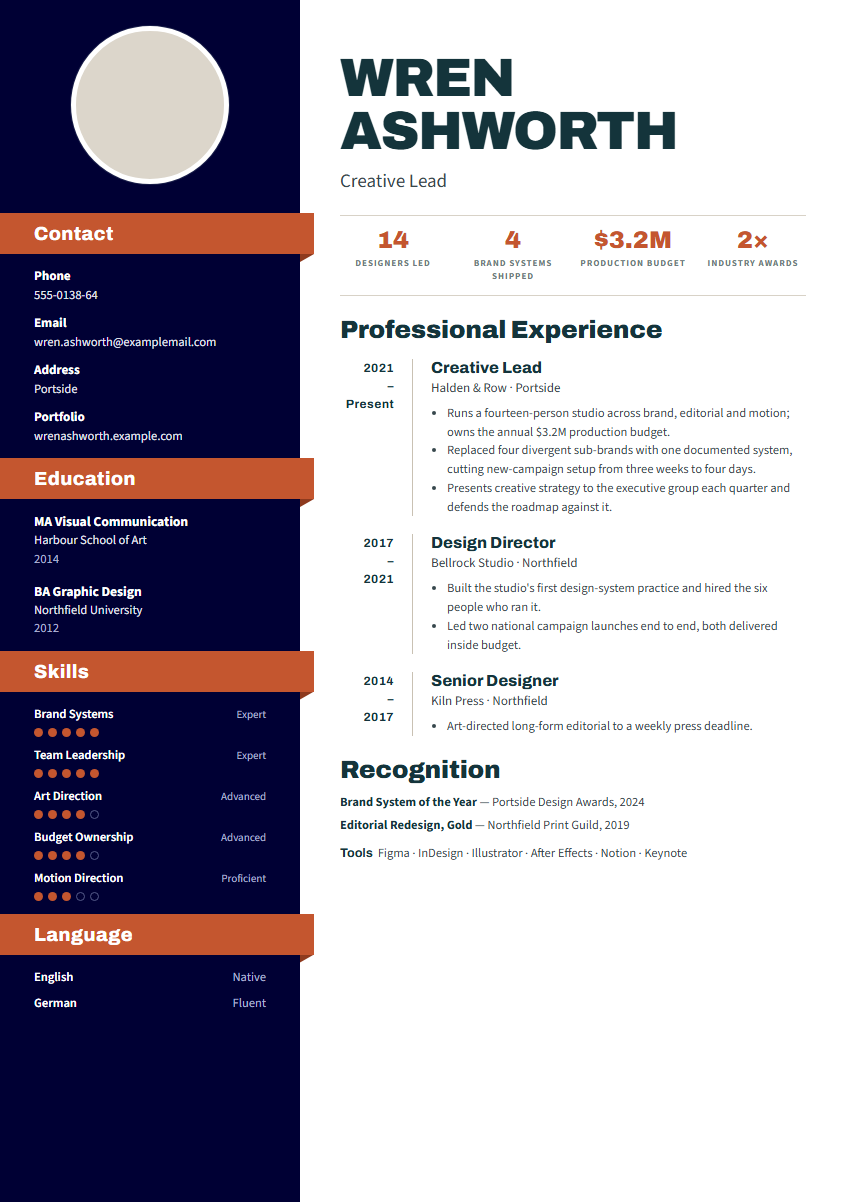 Contact
Phone
555-0138-64
Email
wren.ashworth@examplemail.com
Address
Portside
Portfolio
wrenashworth.example.com
Education
MA Visual Communication
Harbour School of Art
2014
BA Graphic Design
Northfield University
2012
Skills
Brand Systems Expert
Team Leadership Expert
Art Direction Advanced
Budget Ownership Advanced
Motion Direction Proficient
Language
English Native
German Fluent
WREN
ASHWORTH
Creative Lead
14
DESIGNERS LED
4
BRAND SYSTEMS
SHIPPED
$3.2M
PRODUCTION BUDGET
2×
INDUSTRY AWARDS
Professional Experience
2021
–
Present
Creative Lead
Halden & Row · Portside
• Runs a fourteen-person studio across brand, editorial and motion;
owns the annual $3.2M production budget.
• Replaced four divergent sub-brands with one documented system,
cutting new-campaign setup from three weeks to four days.
• Presents creative strategy to the executive group each quarter and
defends the roadmap against it.
2017
–
2021
Design Director
Bellrock Studio · Northfield
• Built the studio's first design-system practice and hired the six
people who ran it.
• Led two national campaign launches end to end, both delivered
inside budget.
2014
–
2017
Senior Designer
Kiln Press · Northfield
• Art-directed long-form editorial to a weekly press deadline.
Recognition
Brand System of the Year — Portside Design Awards, 2024
Editorial Redesign, Gold — Northfield Print Guild, 2019
Tools Figma · InDesign · Illustrator · After Effects · Notion · Keynote